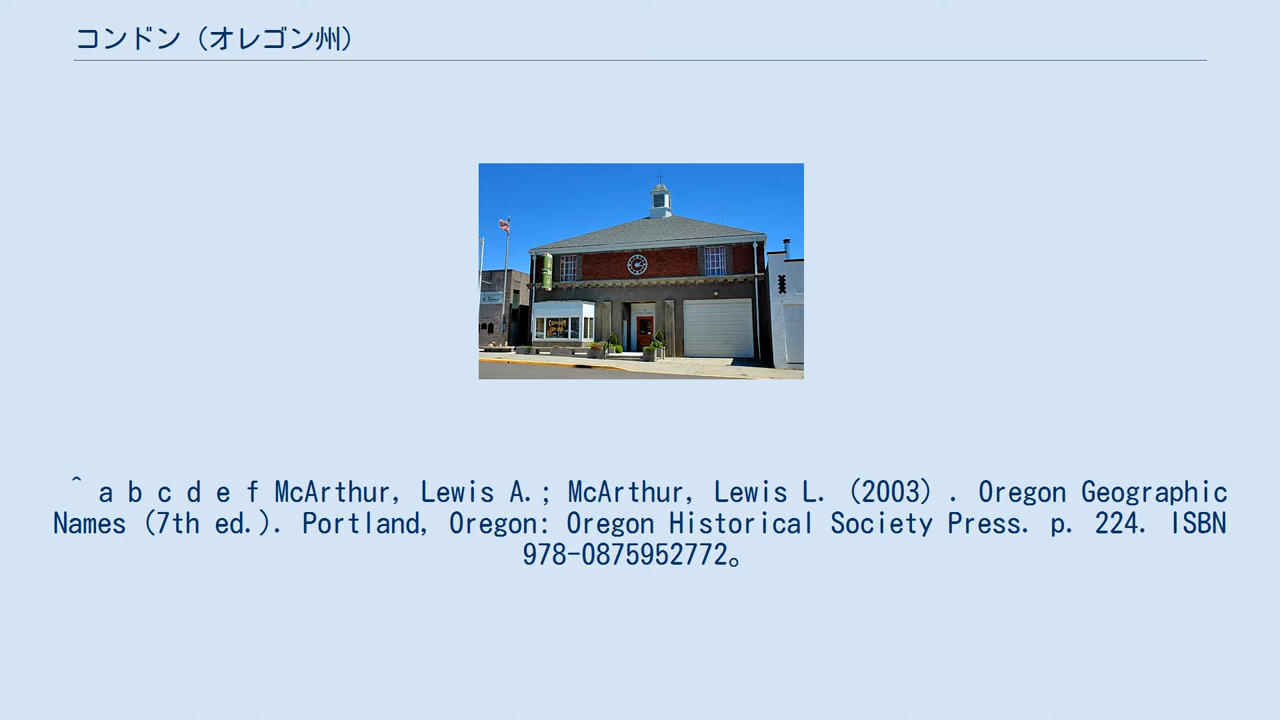 コンドン（オレゴン州）
^ a b c d e f McArthur, Lewis A.; McArthur, Lewis L. (2003) . Oregon Geographic
Names (7th ed.). Portland, Oregon: Oregon Historical Society Press. p. 224. ISBN
978-0875952772。